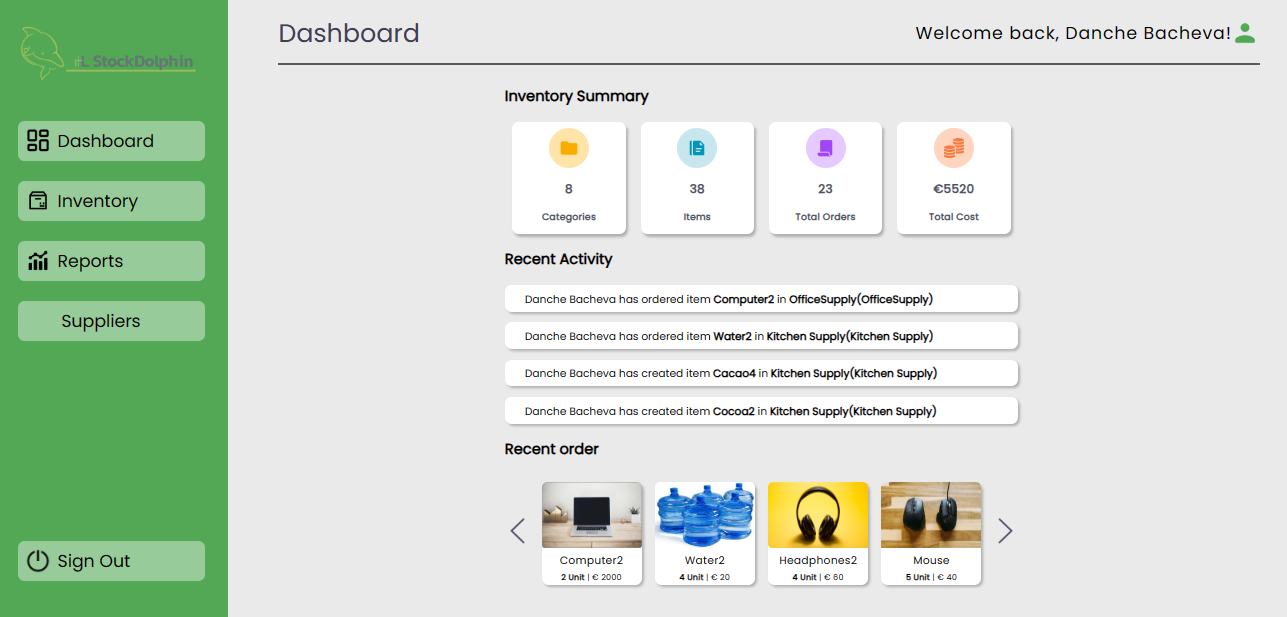 StockDolphin
Dashboard
Inventory
Reports
Suppliers
Sign Out
Dashboard
Welcome back, Danche Bacheva!
Inventory Summary
8
Categories
38
Items
23
Total Orders
€5520
Total Cost
Recent Activity
Danche Bacheva has ordered item Computer2 in OfficeSupply(OfficeSupply)
Danche Bacheva has ordered item Water2 in Kitchen Supply(Kitchen Supply)
Danche Bacheva has created item Cacao4 in Kitchen Supply(Kitchen Supply)
Danche Bacheva has created item Cocoa2 in Kitchen Supply(Kitchen Supply)
Recent order
Computer2
2 Unit | € 2000
Water2
4 Unit | € 20
Headphones2
4 Unit | € 60
Mouse
5 Unit | € 40